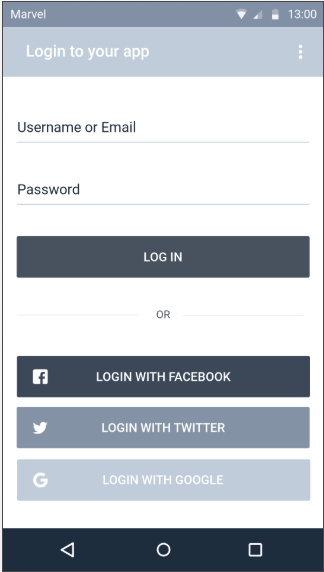 Marvel 13:00
Login to your app
Username or Email
Password
LOG IN
OR
LOGIN WITH FACEBOOK
LOGIN WITH TWITTER
LOGIN WITH GOOGLE